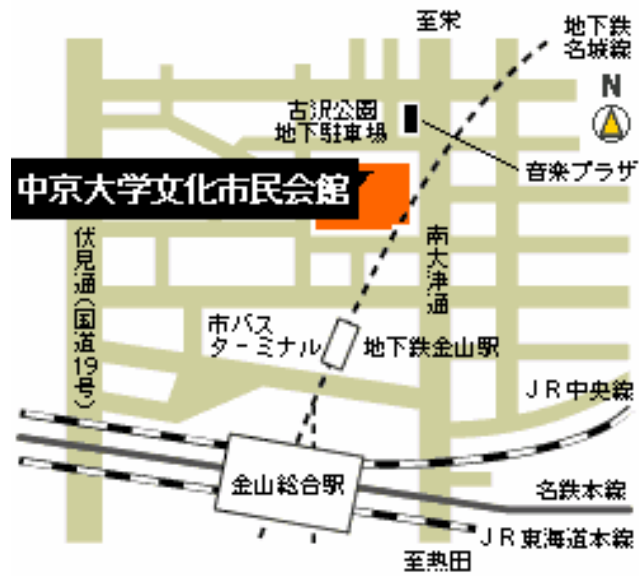 至栄
地下鉄
名城線
N
古沢公園
地下駐車場
音楽プラザ
中京大学文化市民会館
伏見通(国道19号)
南大津通
市バス
ターミナル
地下鉄金山駅
JR中央線
金山総合駅
名鉄本線
JR東海道本線
至熱田